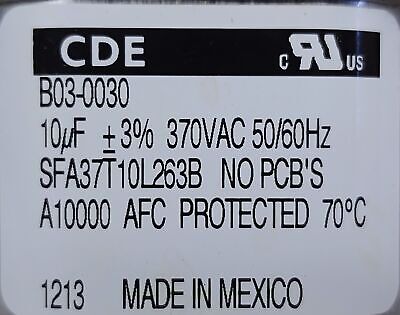 CDE c RU US
B03-0030
10µF ±3% 370VAC 50/60Hz
SFA37T10L263B NO PCB'S
A10000 AFC PROTECTED 70°C
1213 MADE IN MEXICO